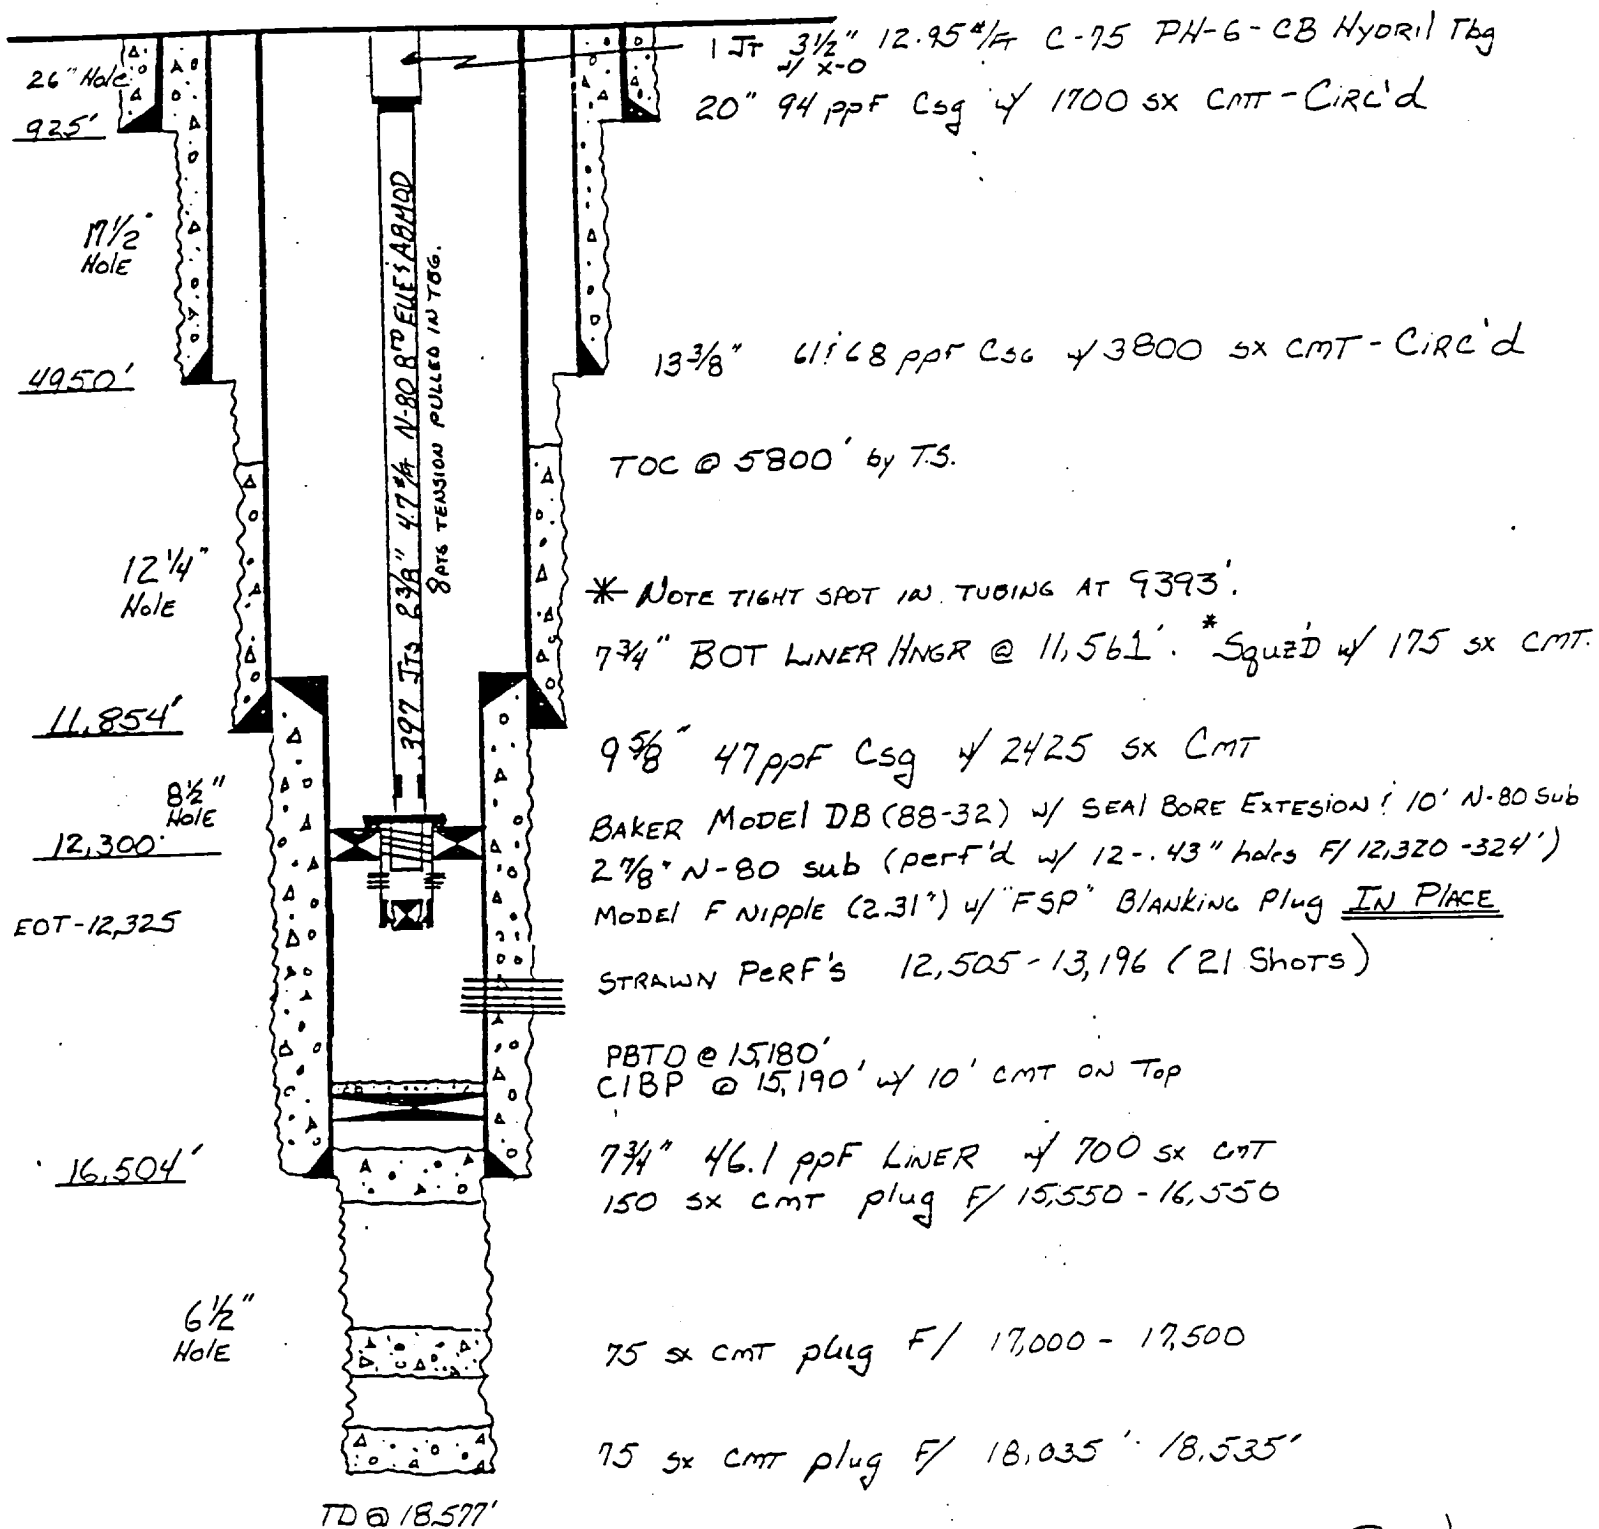 1 JT 3½" 12.95#/FT C-75 PH-6-CB HYDRIL Tbg
w/ X-O
26" Hole
20" 94 ppF Csg w/ 1700 sx CMT - CIRC'd
925'
17½"
HolE
397 JTS 2⅜" 4.7#/FT N-80 8RD EUE & ABMOD
8 PTS TENSION PULLED IN TBG.
13⅜" 61 & 68 ppF CSG w/ 3800 sx CMT - CIRC'd
4950'
TOC @ 5800' by T.S.
12¼"
HolE
* NOTE TIGHT SPOT IN TUBING AT 9393'.
7¾" BOT LINER HNGR @ 11,561'. *SquZ'D w/ 175 sx CMT.
11,854'
9⅝" 47 ppF Csg w/ 2425 sx CMT
8½"
HOLE
BAKER MODEl DB (88-32) w/ SEAl BORE EXTESION & 10' N-80 Sub
12,300'
2⅞" N-80 sub (perf'd w/ 12-.43" holes F/ 12,320-324')
MODEl F NIPPLE (2.31") w/ "FSP" BlANKING Plug IN PlACE
EOT-12,325
STRAWN PERF'S 12,505-13,196 (21 SHOTS)
PBTD @ 15,180'
CIBP @ 15,190' w/ 10' CMT ON TOP
16,504'
7¾" 46.1 ppF LINER w/ 700 sx CMT
150 sx CMT plug F/ 15,550-16,550
6½"
HolE
75 sx CMT plug F/ 17,000-17,500
75 sx CMT plug F/ 18,035'-18,535'
TD @ 18,577'